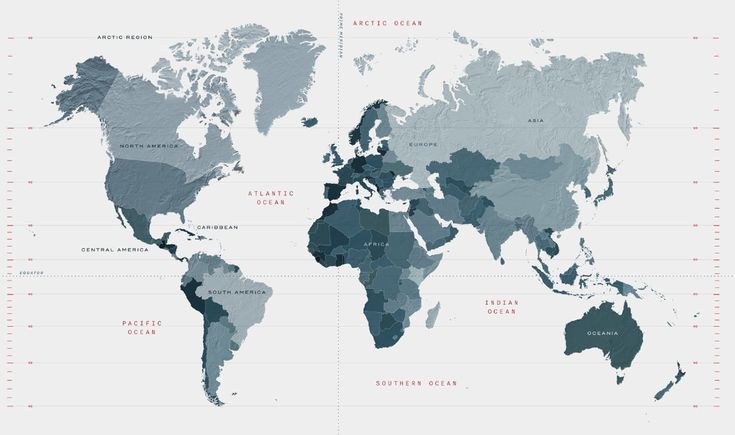 ARCTIC OCEAN
PRIME MERIDIAN
ARCTIC REGION
ASIA
NORTH AMERICA
EUROPE
ATLANTIC
OCEAN
CARIBBEAN
AFRICA
CENTRAL AMERICA
EQUATOR
SOUTH AMERICA
INDIAN
OCEAN
PACIFIC
OCEAN
OCEANIA
SOUTHERN OCEAN